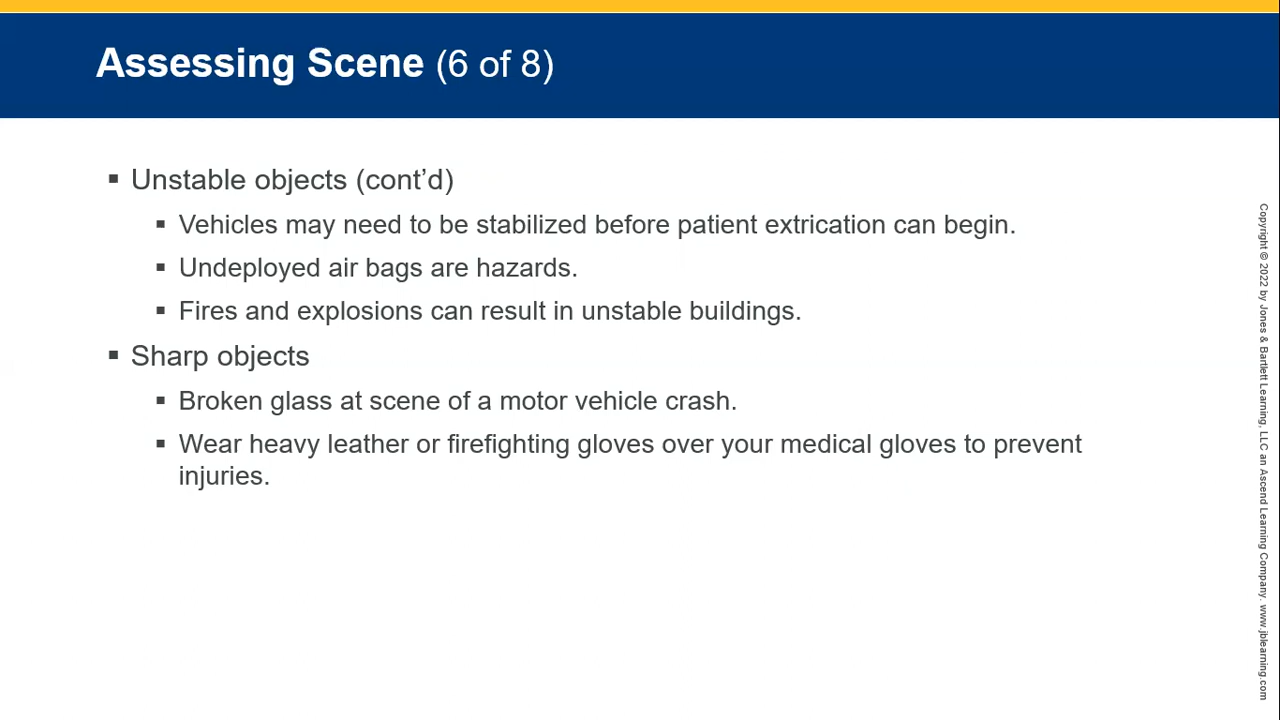 Assessing Scene (6 of 8)
▪ Unstable objects (cont’d)
▪ Vehicles may need to be stabilized before patient extrication can begin.
▪ Undeployed air bags are hazards.
▪ Fires and explosions can result in unstable buildings.
▪ Sharp objects
▪ Broken glass at scene of a motor vehicle crash.
▪ Wear heavy leather or firefighting gloves over your medical gloves to prevent
injuries.
Copyright © 2022 by Jones & Bartlett Learning, LLC an Ascend Learning Company. www.jblearning.com